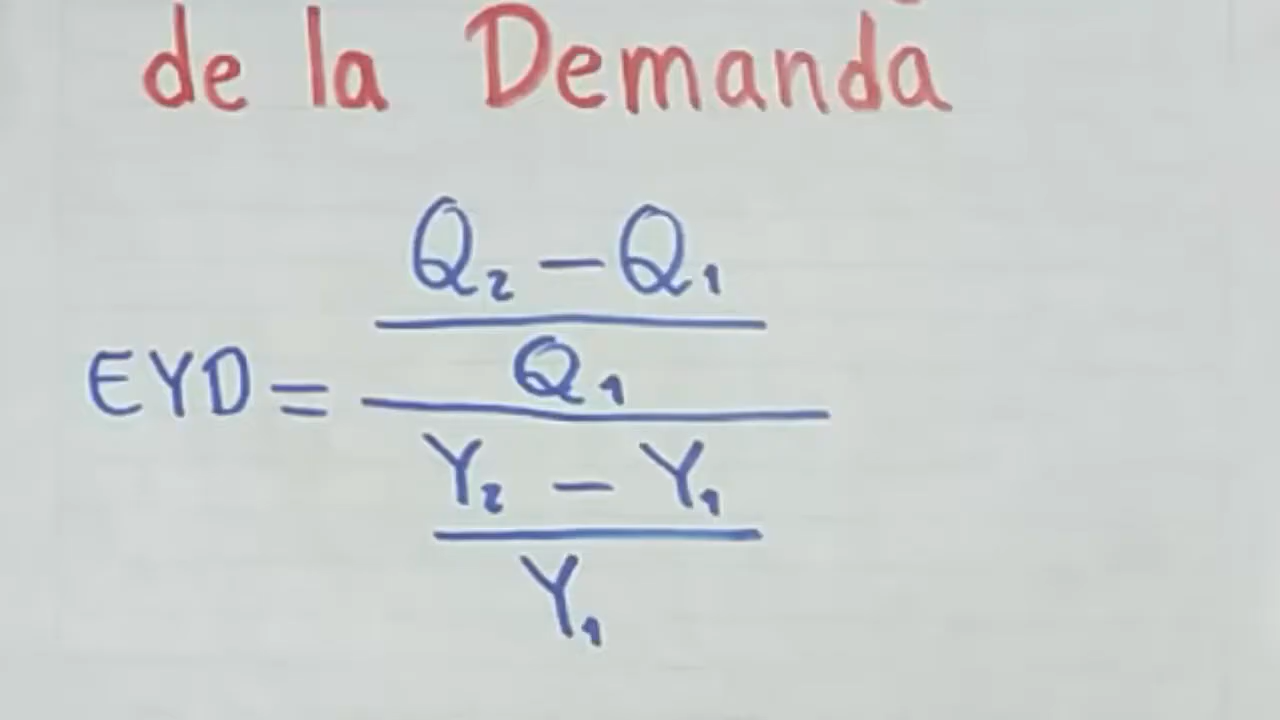 de la Demanda
Q₂ - Q₁
Q₁
EYD =
Y₂ - Y₁
Y₁